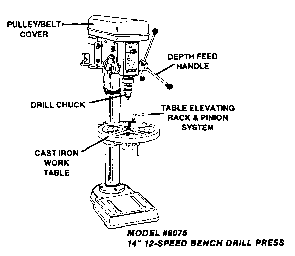 PULLEY/BELT
COVER
DEPTH FEED
HANDLE
DRILL CHUCK
TABLE ELEVATING
RACK & PINION
SYSTEM
CAST IRON
WORK
TABLE
MODEL #8075
14" 12-SPEED BENCH DRILL PRESS